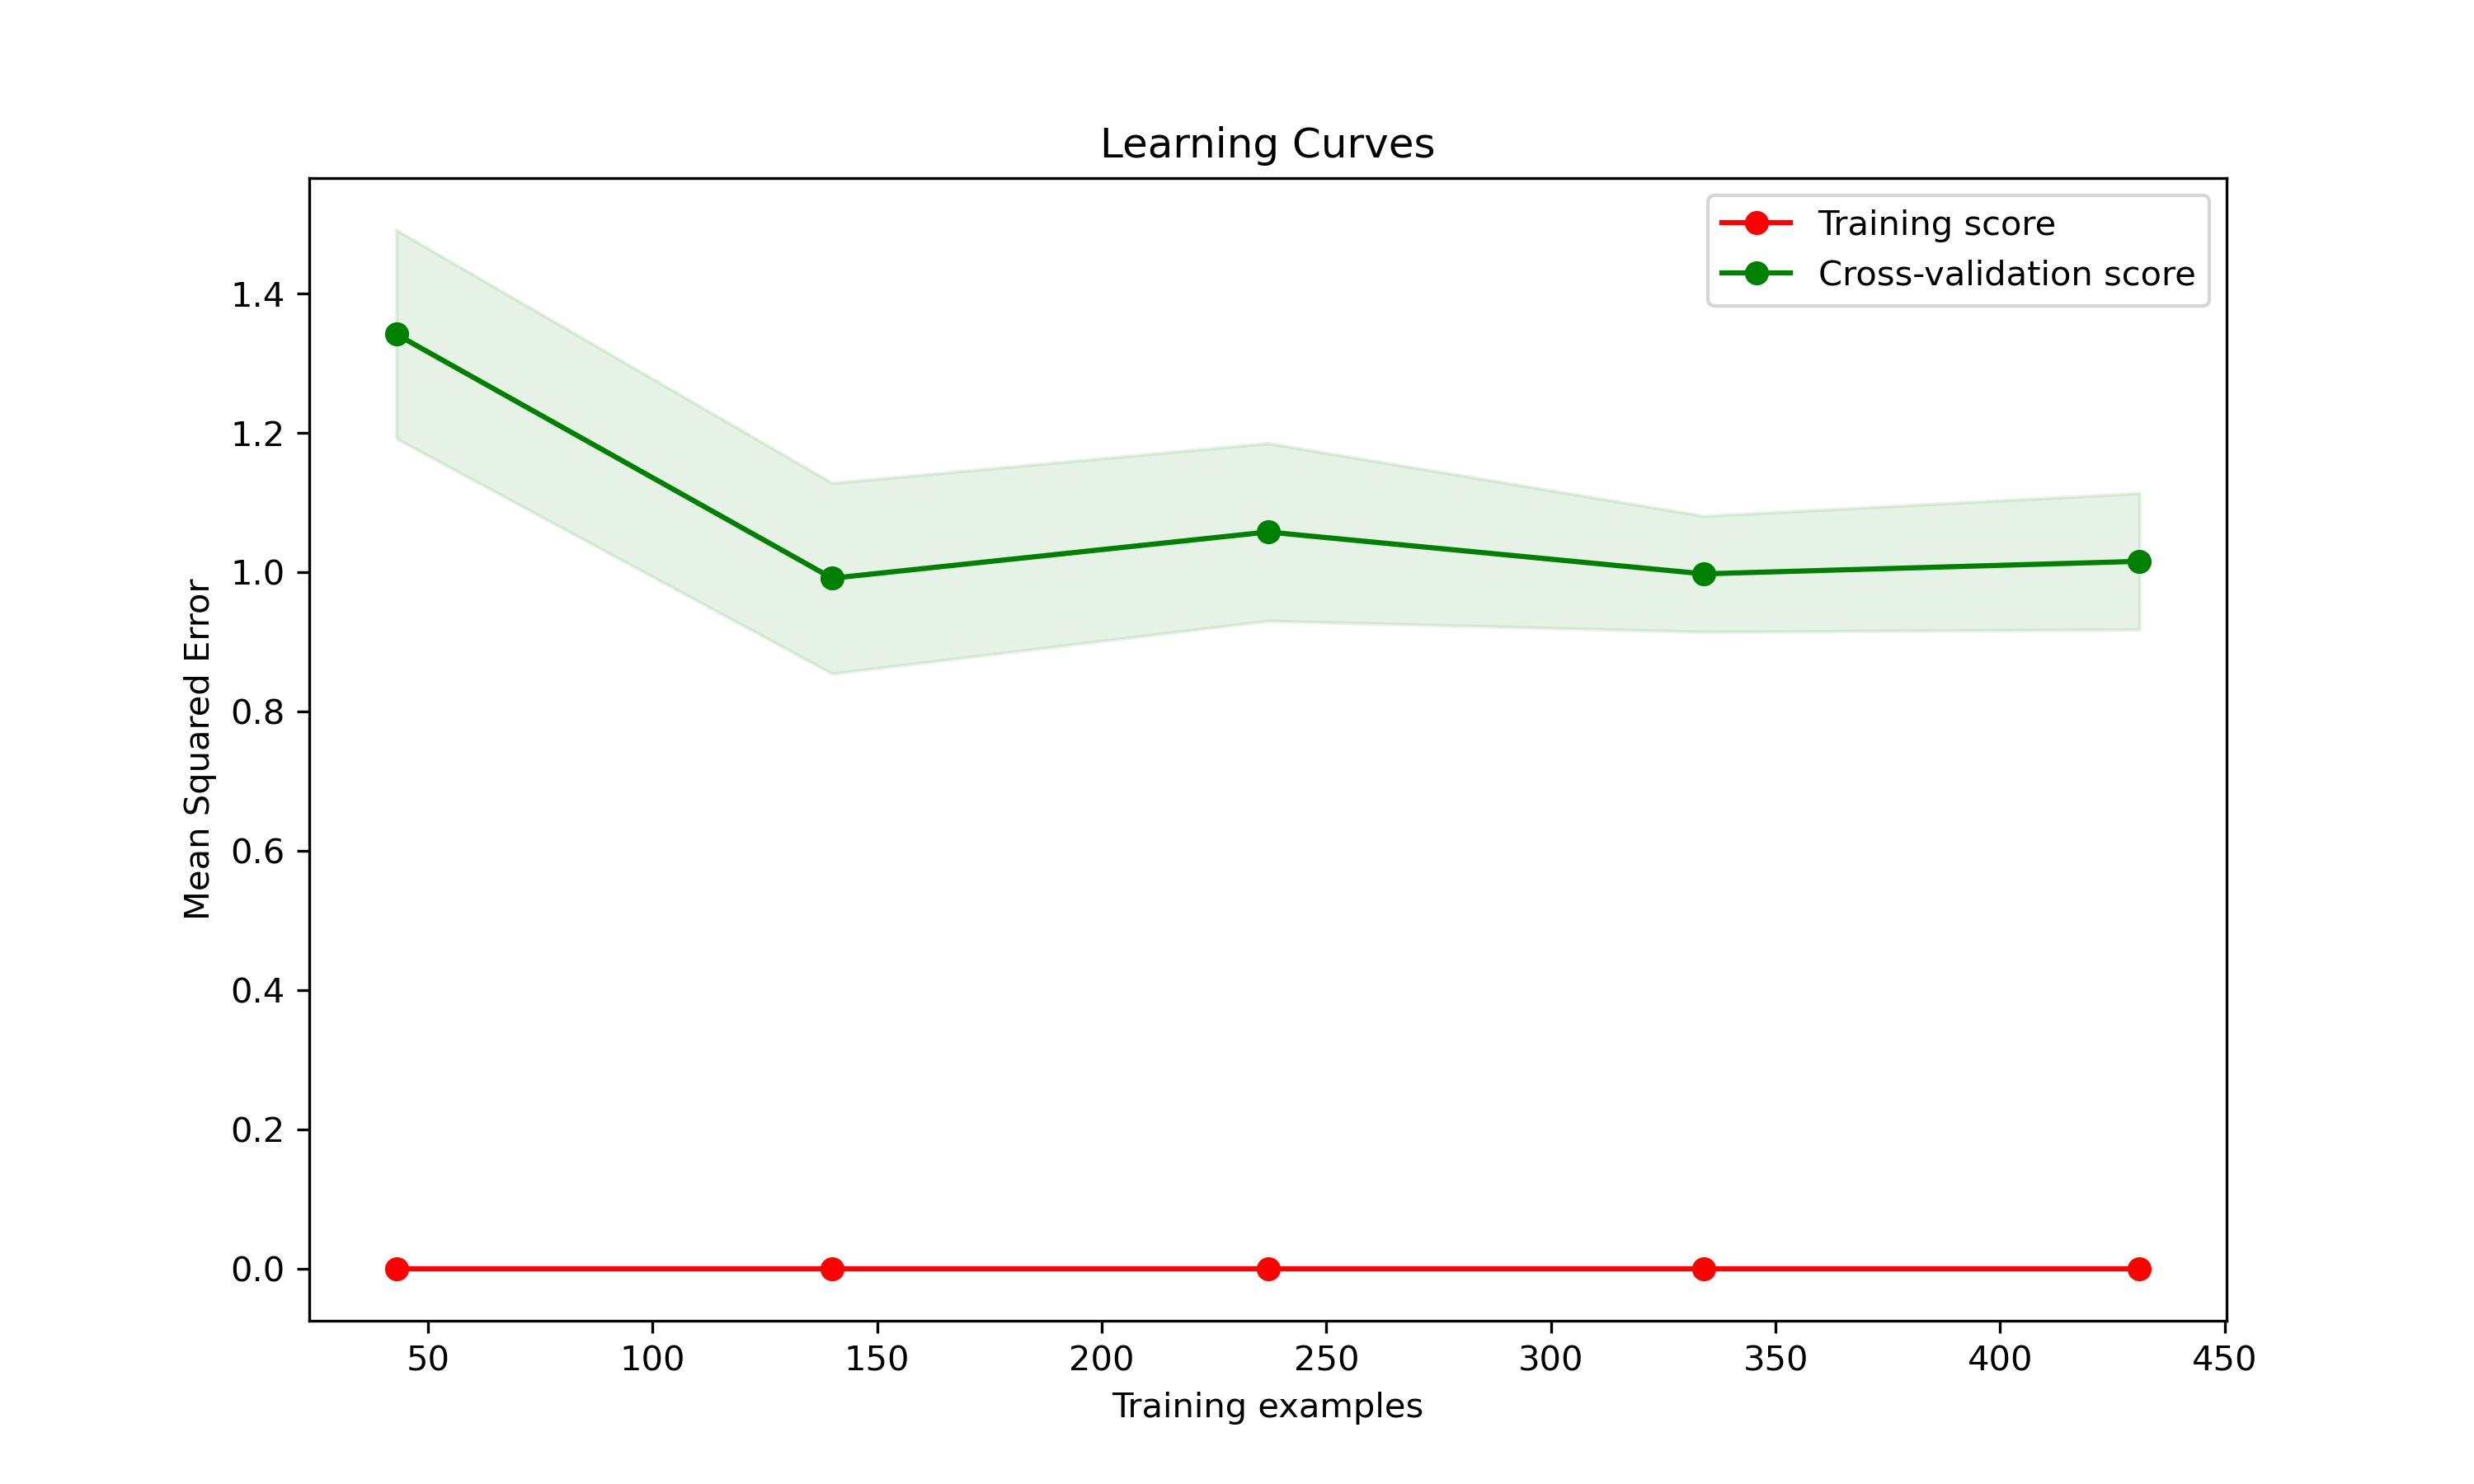 Learning Curves
Training score
Cross-validation score
Mean Squared Error
1.4
1.2
1.0
0.8
0.6
0.4
0.2
0.0
50 100 150 200 250 300 350 400 450
Training examples